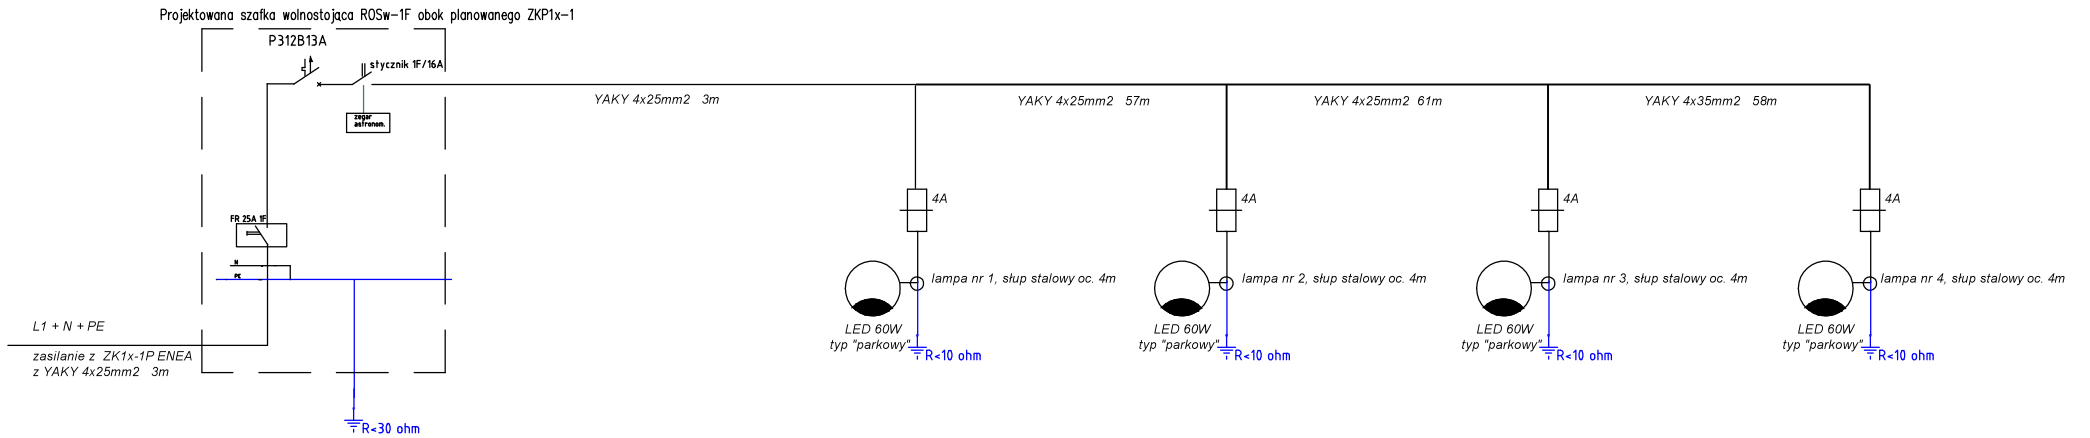 Projektowana szafka wolnostojąca ROSw-1F obok planowanego ZKP1x-1
P312B13A
stycznik 1F/16A
zegar
astronom.
YAKY 4x25mm2 3m
YAKY 4x25mm2 57m
YAKY 4x25mm2 61m
YAKY 4x35mm2 58m
4A
4A
4A
4A
FR 25A 1F
N
PE
lampa nr 1, słup stalowy oc. 4m
lampa nr 2, słup stalowy oc. 4m
lampa nr 3, słup stalowy oc. 4m
lampa nr 4, słup stalowy oc. 4m
L1 + N + PE
zasilanie z ZK1x-1P ENEA
z YAKY 4x25mm2 3m
LED 60W
typ "parkowy"
R<10 ohm
LED 60W
typ "parkowy"
R<10 ohm
LED 60W
typ "parkowy"
R<10 ohm
LED 60W
typ "parkowy"
R<10 ohm
R<30 ohm